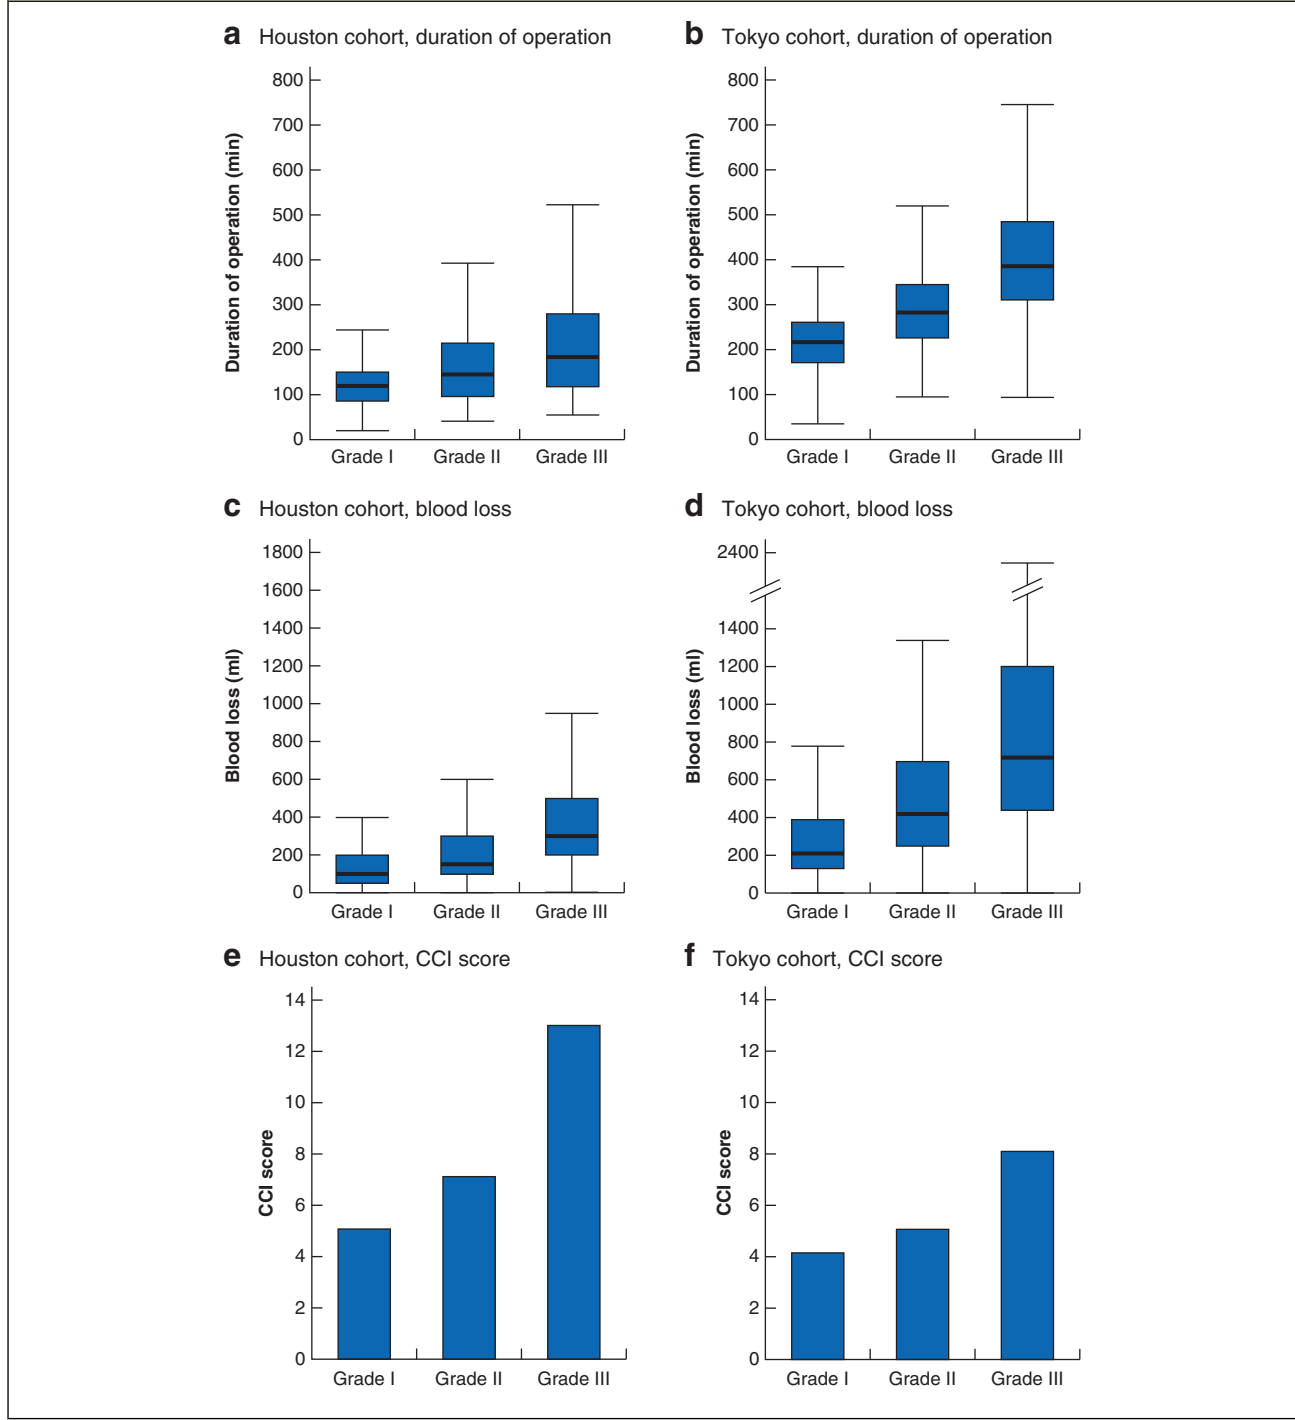 a Houston cohort, duration of operation
800
700
600
500
400
300
200
100
0
Duration of operation (min)
Grade I Grade II Grade III
b Tokyo cohort, duration of operation
800
700
600
500
400
300
200
100
0
Duration of operation (min)
Grade I Grade II Grade III
c Houston cohort, blood loss
1800
1600
1400
1200
1000
800
600
400
200
0
Blood loss (ml)
Grade I Grade II Grade III
d Tokyo cohort, blood loss
2400
1400
1200
1000
800
600
400
200
0
Blood loss (ml)
Grade I Grade II Grade III
e Houston cohort, CCI score
14
12
10
8
6
4
2
0
CCI score
Grade I Grade II Grade III
f Tokyo cohort, CCI score
14
12
10
8
6
4
2
0
CCI score
Grade I Grade II Grade III